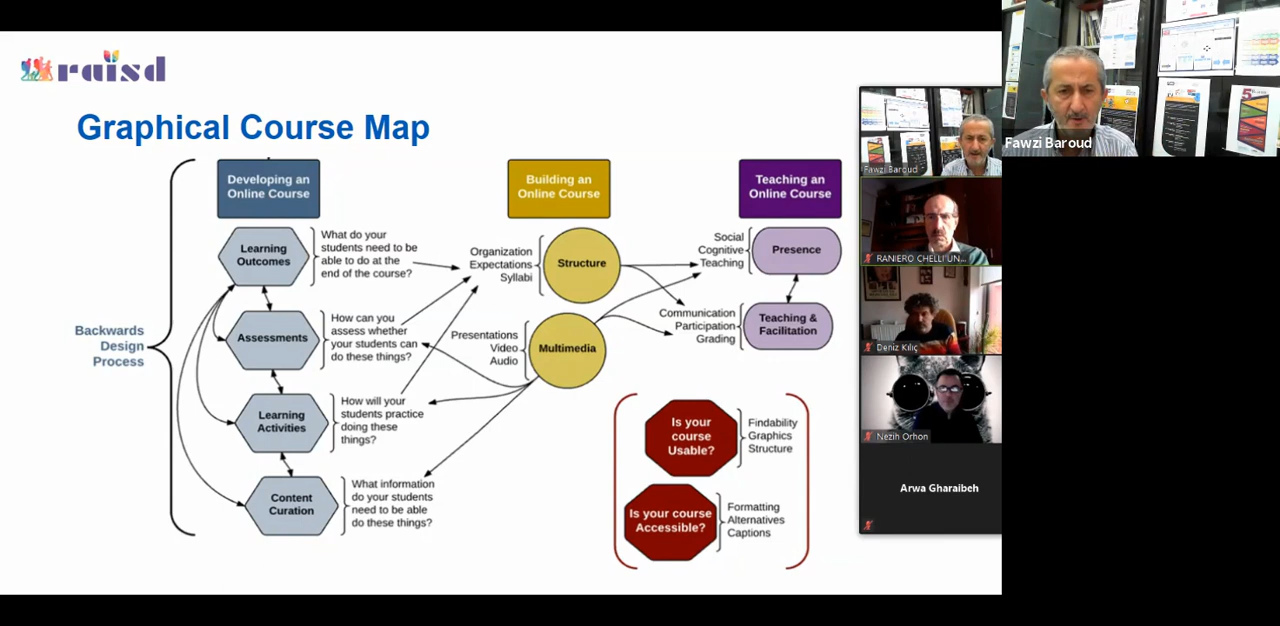 raisd
Graphical Course Map
Developing an
Online Course
Building an
Online Course
Teaching an
Online Course
Backwards
Design
Process
Learning
Outcomes
What do your
students need to be
able to do at the
end of the course?
Assessments
How can you
assess whether
your students can
do these things?
Learning
Activities
How will your
students practice
doing these
things?
Content
Curation
What information
do your students
need to be able
do these things?
Organization
Expectations
Syllabi
Structure
Presentations
Video
Audio
Multimedia
Social
Cognitive
Teaching
Presence
Communication
Participation
Grading
Teaching &
Facilitation
Is your
course
Usable?
Findability
Graphics
Structure
Is your course
Accessible?
Formatting
Alternatives
Captions
Fawzi Baroud
RANIERO CHELLI UN...
Deniz Kılıç
Nezih Orhon
Arwa Gharaibeh
Fawzi Baroud